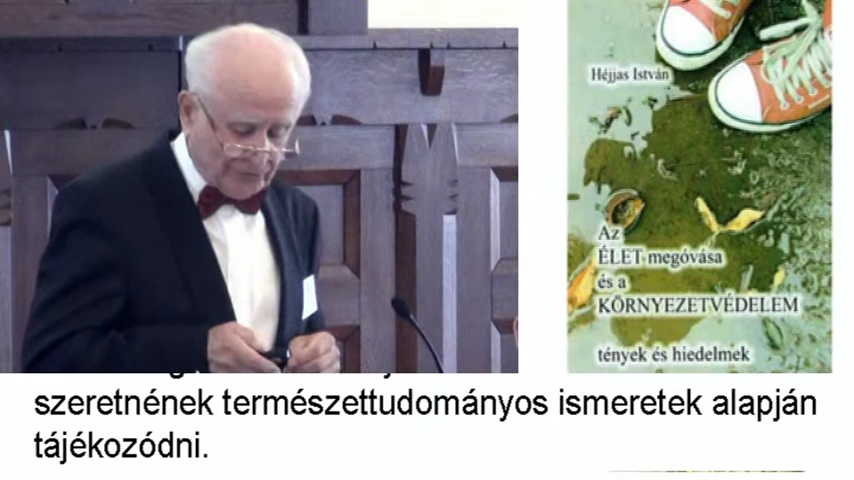 Héjjas István
Az
ÉLET megóvása
és a
KÖRNYEZETVÉDELEM
tények és hiedelmek
szeretnének természettudományos ismeretek alapján
tájékozódni.